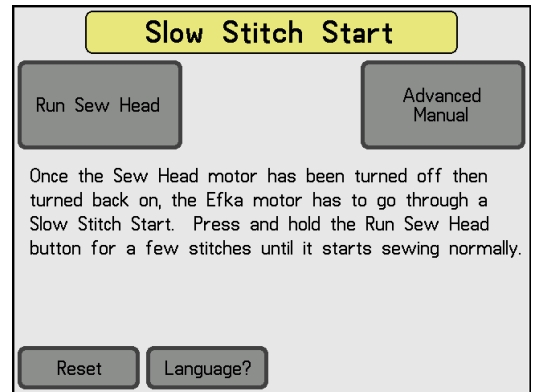 Slow Stitch Start
Run Sew Head
Advanced
Manual
Once the Sew Head motor has been turned off then
turned back on, the Efka motor has to go through a
Slow Stitch Start. Press and hold the Run Sew Head
button for a few stitches until it starts sewing normally.
Reset
Language?